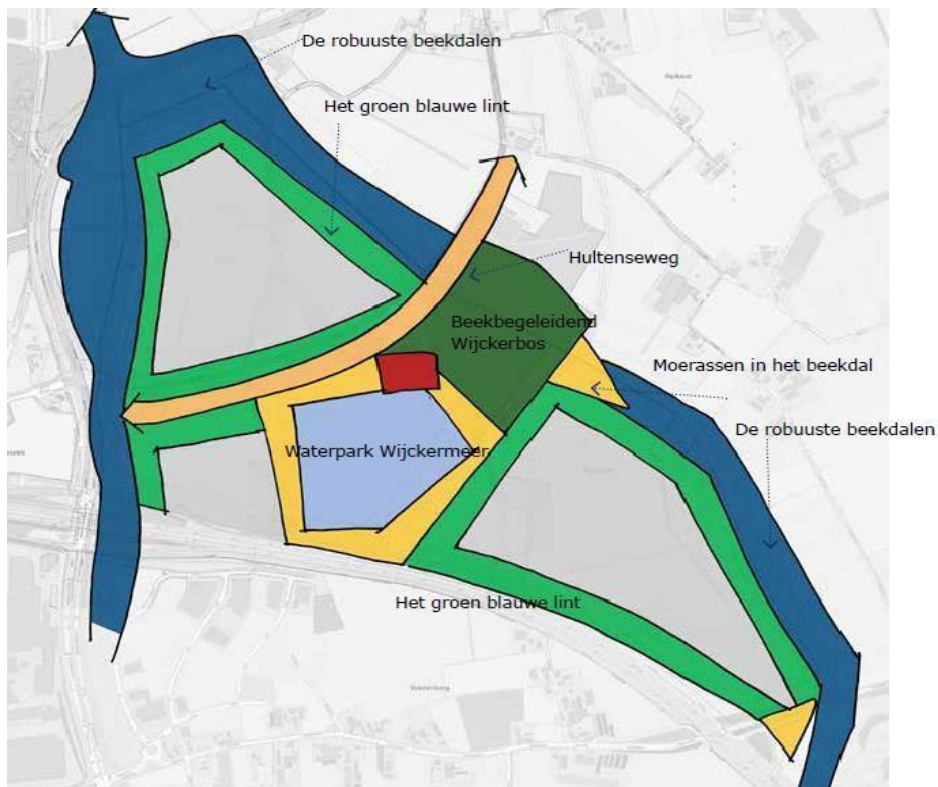 De robuuste beekdalen
Het groen blauwe lint
Hultenseweg
Beekbegeleidend
Wijckerbos
Moerassen in het beekdal
De robuuste beekdalen
Waterpark Wijckermeer
Het groen blauwe lint